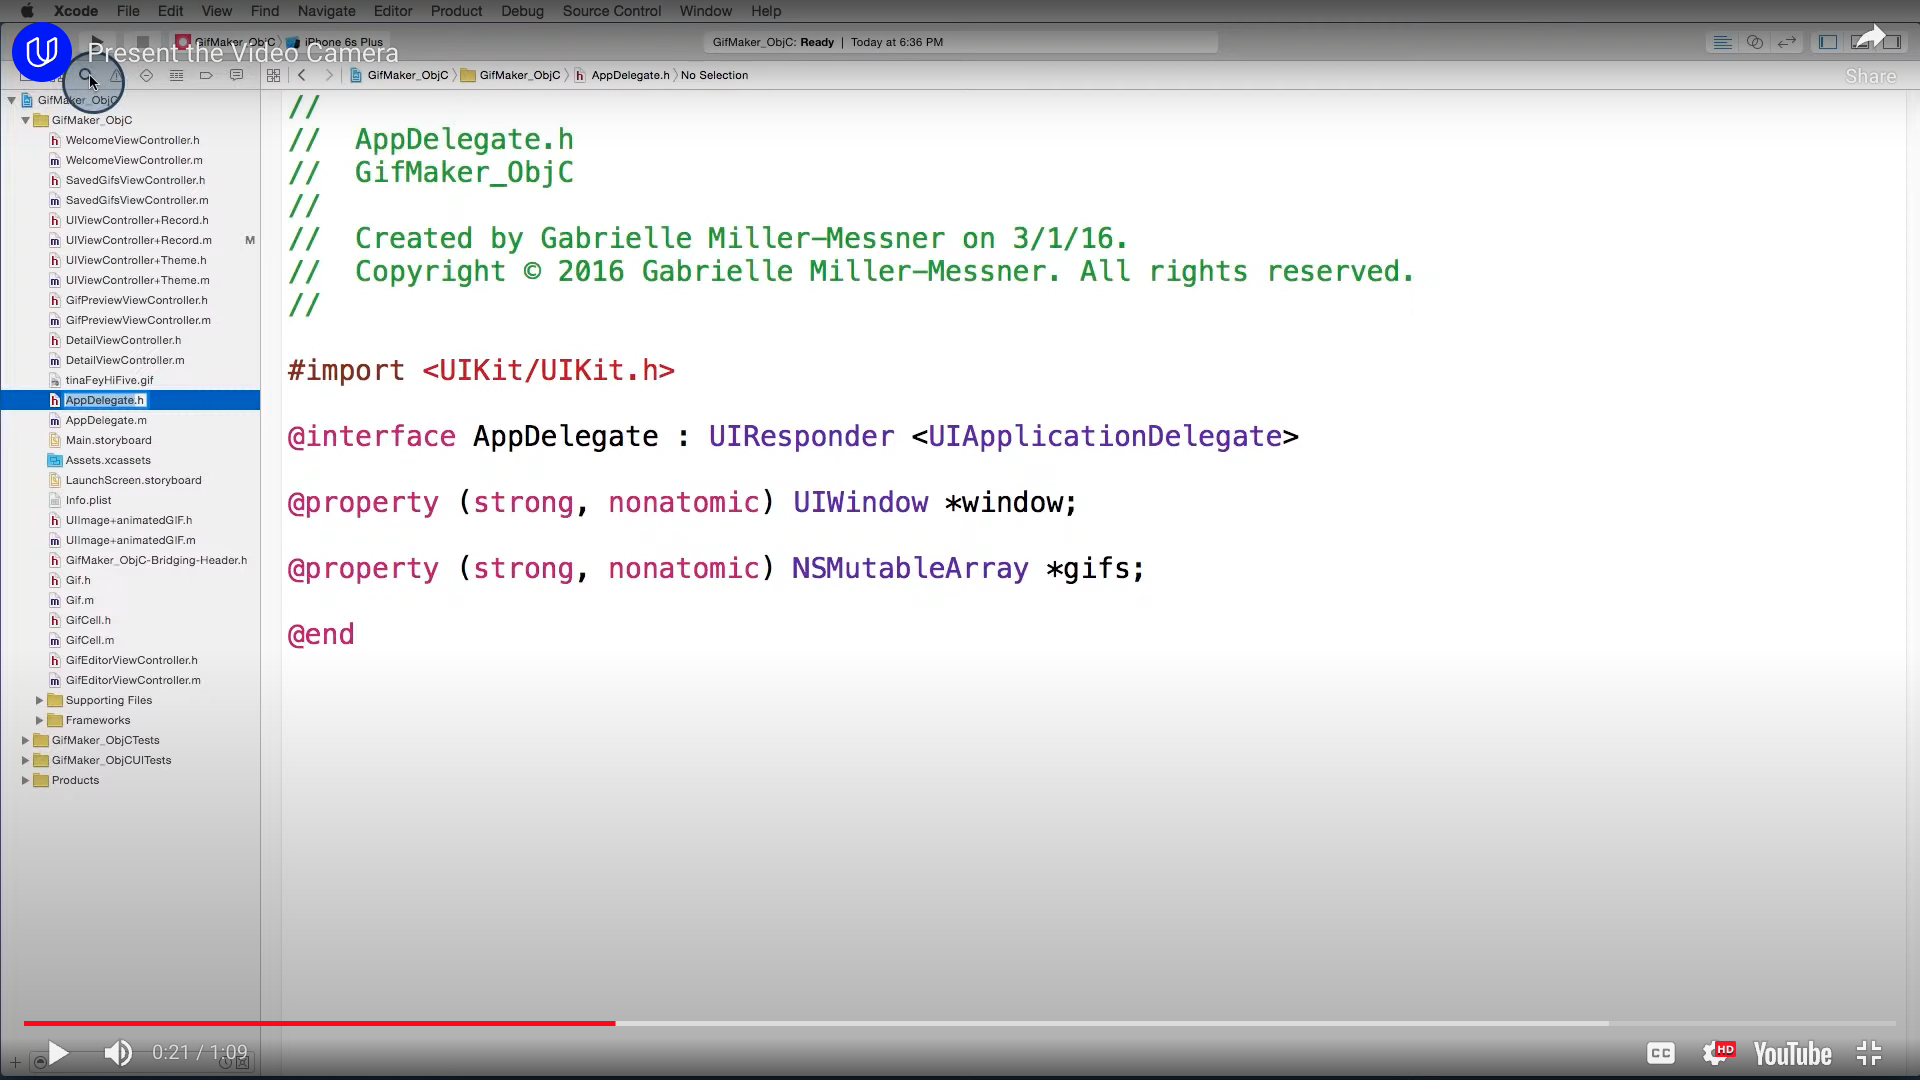 Xcode File Edit View Find Navigate Editor Product Debug Source Control Window Help
GifMaker_ObjC iPhone 6s Plus
GifMaker_ObjC: Ready | Today at 6:36 PM
Present the Video Camera
Share
GifMaker_ObjC GifMaker_ObjC AppDelegate.h No Selection
GifMaker_ObjC
GifMaker_ObjC
WelcomeViewController.h
WelcomeViewController.m
SavedGifsViewController.h
SavedGifsViewController.m
UIViewController+Record.h
UIViewController+Record.m M
UIViewController+Theme.h
UIViewController+Theme.m
GifPreviewViewController.h
GifPreviewViewController.m
DetailViewController.h
DetailViewController.m
tinaFeyHiFive.gif
AppDelegate.h
AppDelegate.m
Main.storyboard
Assets.xcassets
LaunchScreen.storyboard
Info.plist
UIImage+animatedGIF.h
UIImage+animatedGIF.m
GifMaker_ObjC-Bridging-Header.h
Gif.h
Gif.m
GifCell.h
GifCell.m
GifEditorViewController.h
GifEditorViewController.m
Supporting Files
Frameworks
GifMaker_ObjCTests
GifMaker_ObjCUITests
Products
//
// AppDelegate.h
// GifMaker_ObjC
//
// Created by Gabrielle Miller-Messner on 3/1/16.
// Copyright © 2016 Gabrielle Miller-Messner. All rights reserved.
//
#import <UIKit/UIKit.h>
@interface AppDelegate : UIResponder <UIApplicationDelegate>
@property (strong, nonatomic) UIWindow *window;
@property (strong, nonatomic) NSMutableArray *gifs;
@end
0:21 / 1:09
CC
HD
YouTube